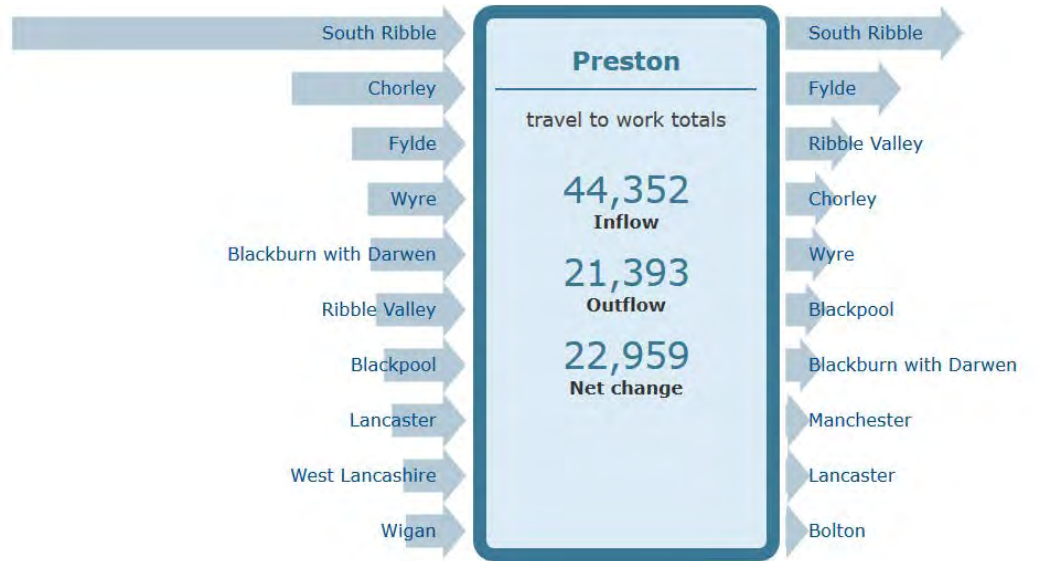 South Ribble
Chorley
Fylde
Wyre
Blackburn with Darwen
Ribble Valley
Blackpool
Lancaster
West Lancashire
Wigan
Preston
travel to work totals
44,352
Inflow
21,393
Outflow
22,959
Net change
South Ribble
Fylde
Ribble Valley
Chorley
Wyre
Blackpool
Blackburn with Darwen
Manchester
Lancaster
Bolton